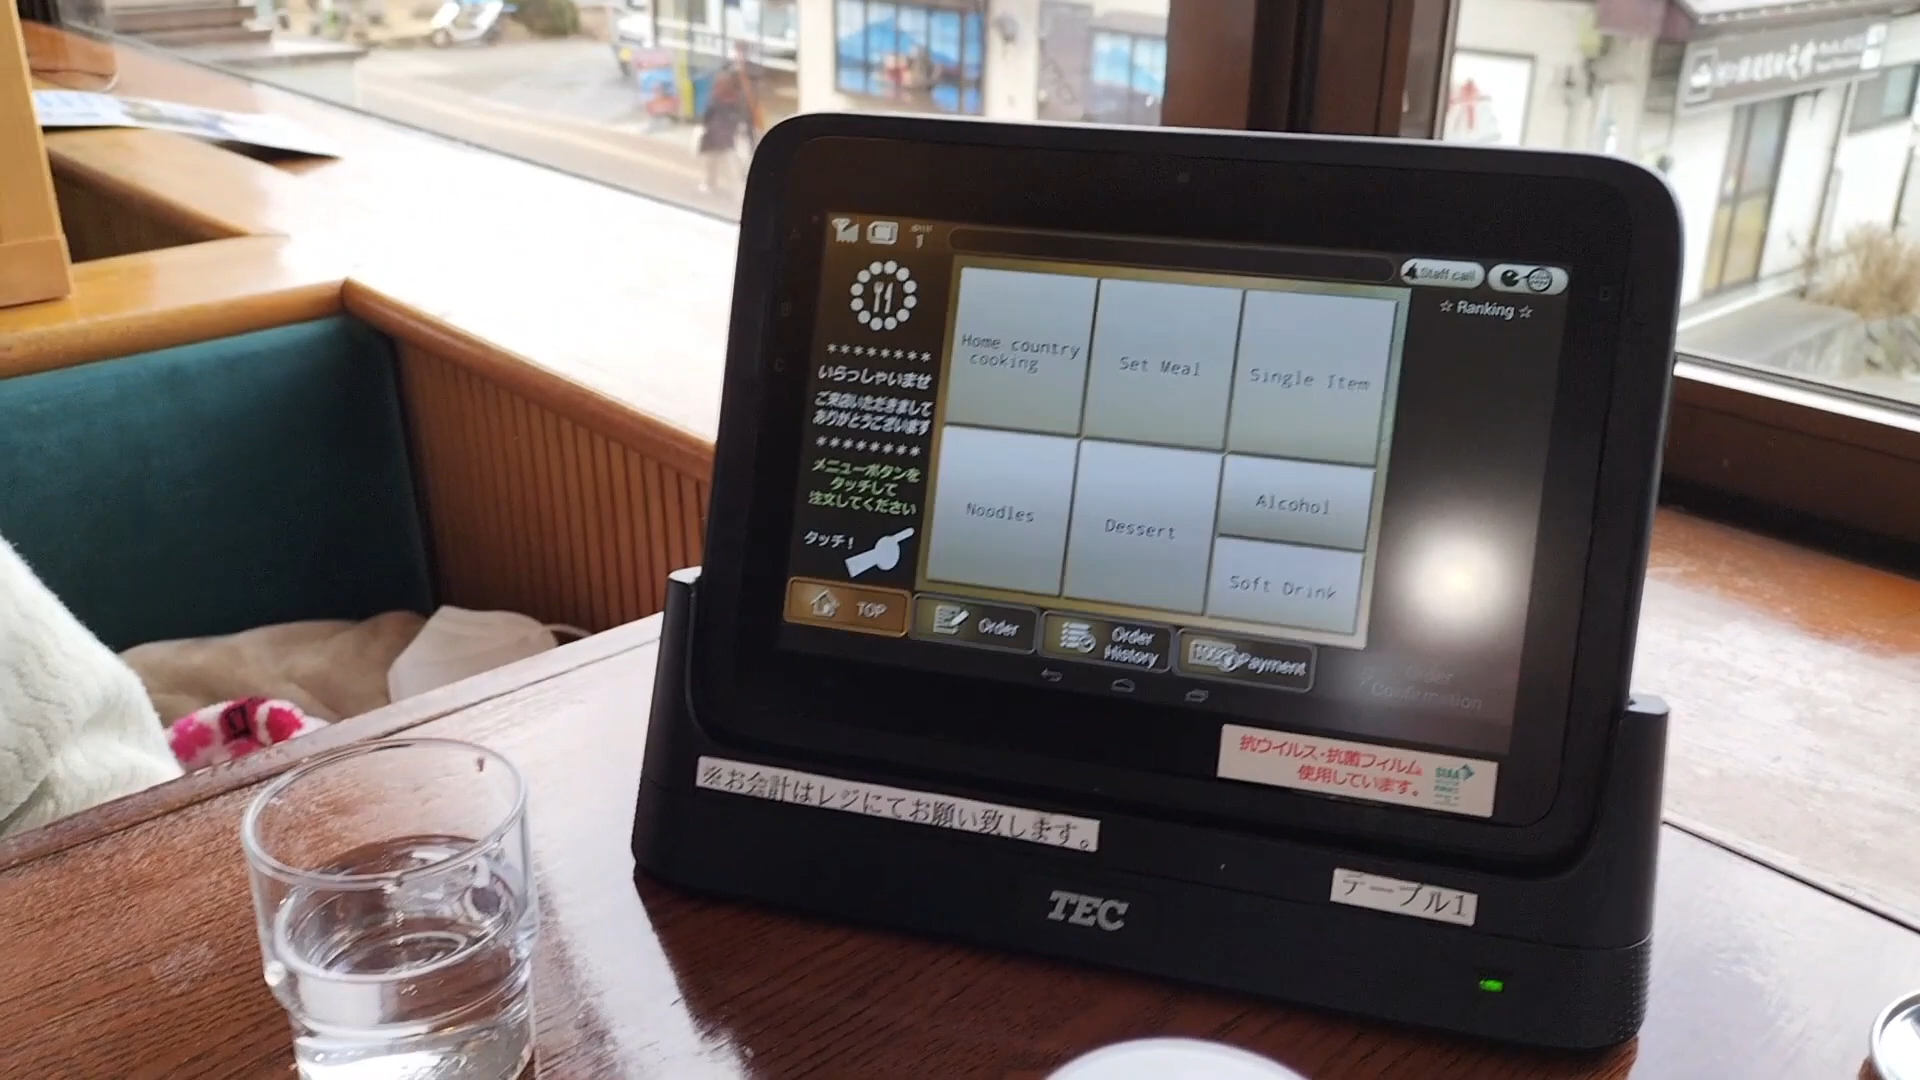 1
Staff call
☆ Ranking ☆
********
いらっしゃいませ
ご来店いただきまして
ありがとうございます
********
メニューボタンを
タッチして
注文してください
タッチ!
Home country
cooking
Set Meal
Single Item
Noodles
Dessert
Alcohol
Soft Drink
TOP
Order
Order
History
Payment
Order
Confirmation
抗ウイルス・抗菌フィルム
使用しています。
SIAA
※お会計はレジにてお願い致します。
テーブル1
TEC